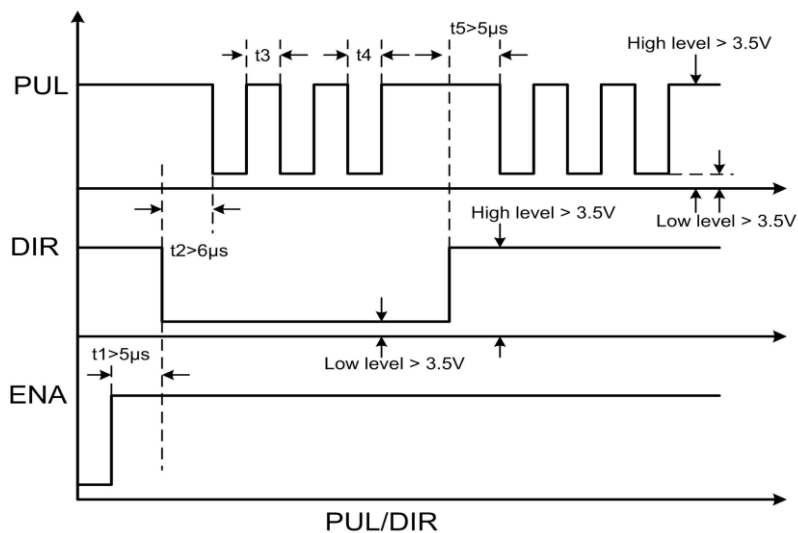 t5>5μs
t3
t4
High level > 3.5V
PUL
High level > 3.5V
Low level > 3.5V
DIR
t2>6μs
t1>5μs
Low level > 3.5V
ENA
PUL/DIR